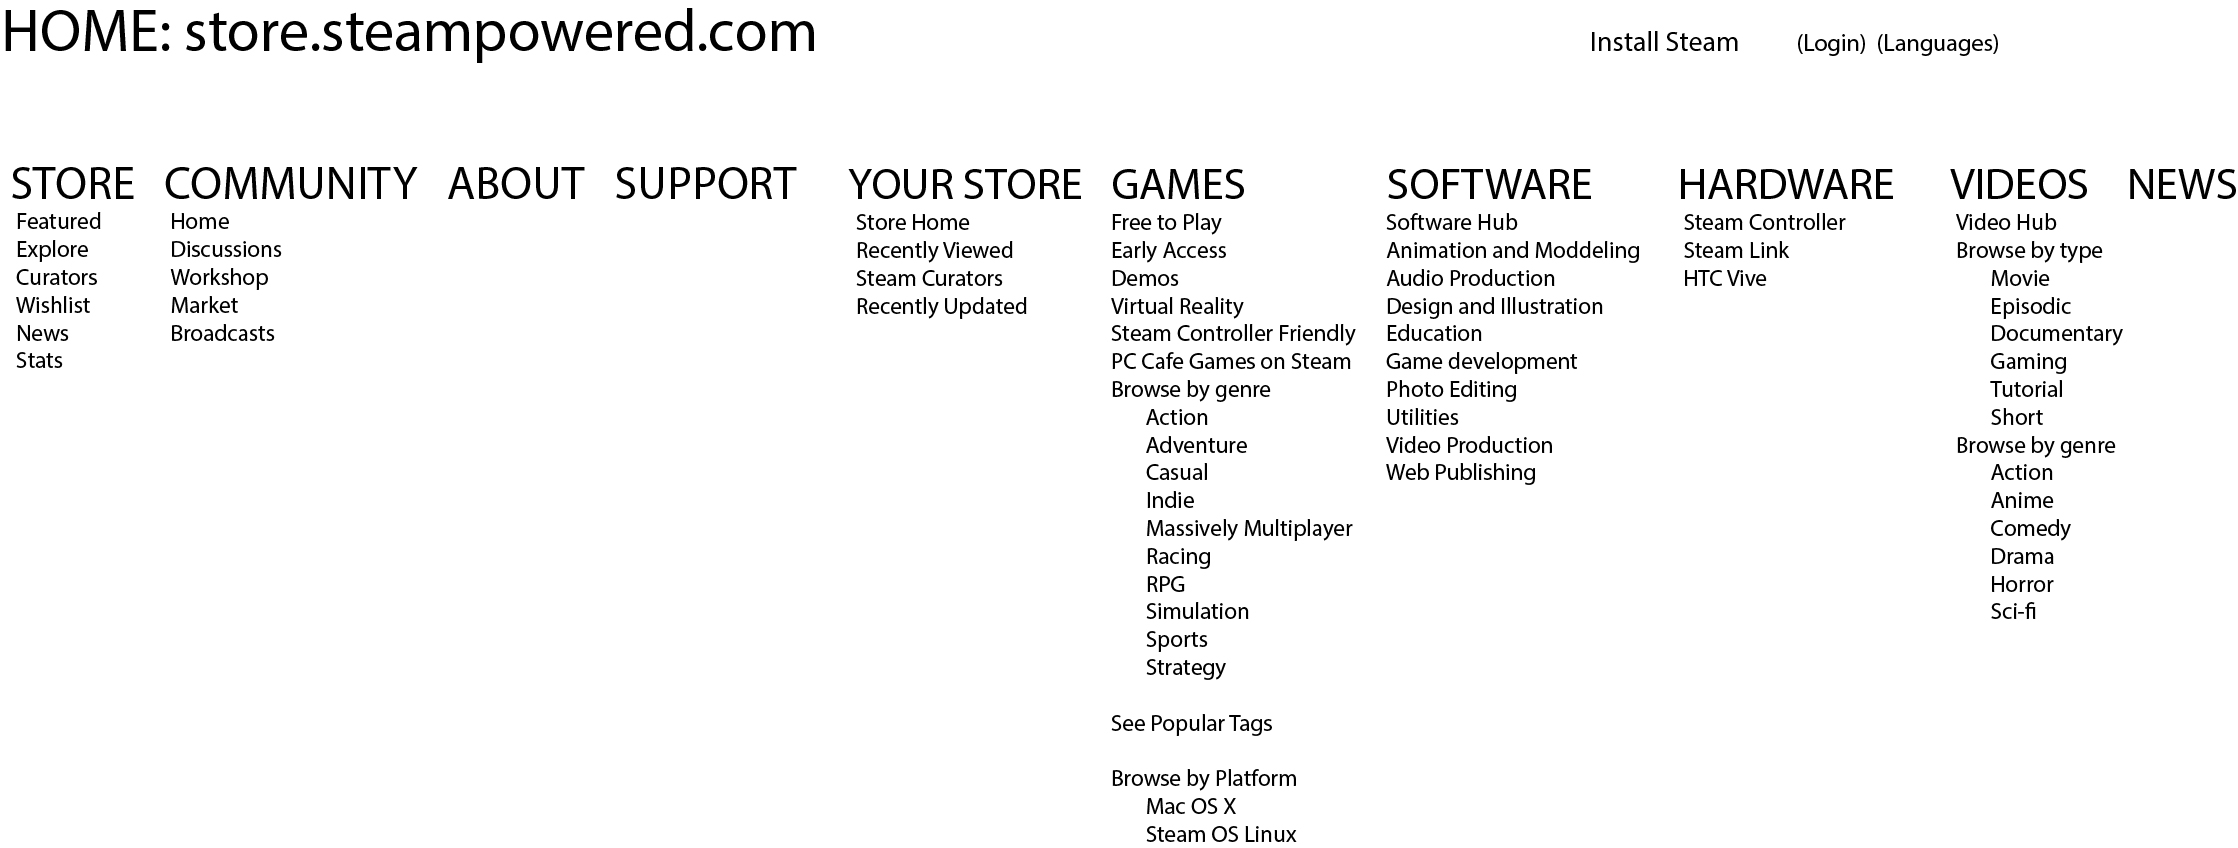 HOME: store.steampowered.com
Install Steam
(Login) (Languages)
STORE
Featured
Explore
Curators
Wishlist
News
Stats
COMMUNITY
Home
Discussions
Workshop
Market
Broadcasts
ABOUT
SUPPORT
YOUR STORE
Store Home
Recently Viewed
Steam Curators
Recently Updated
GAMES
Free to Play
Early Access
Demos
Virtual Reality
Steam Controller Friendly
PC Cafe Games on Steam
Browse by genre
Action
Adventure
Casual
Indie
Massively Multiplayer
Racing
RPG
Simulation
Sports
Strategy
See Popular Tags
Browse by Platform
Mac OS X
Steam OS Linux
SOFTWARE
Software Hub
Animation and Moddeling
Audio Production
Design and Illustration
Education
Game development
Photo Editing
Utilities
Video Production
Web Publishing
HARDWARE
Steam Controller
Steam Link
HTC Vive
VIDEOS
Video Hub
Browse by type
Movie
Episodic
Documentary
Gaming
Tutorial
Short
Browse by genre
Action
Anime
Comedy
Drama
Horror
Sci-fi
NEWS